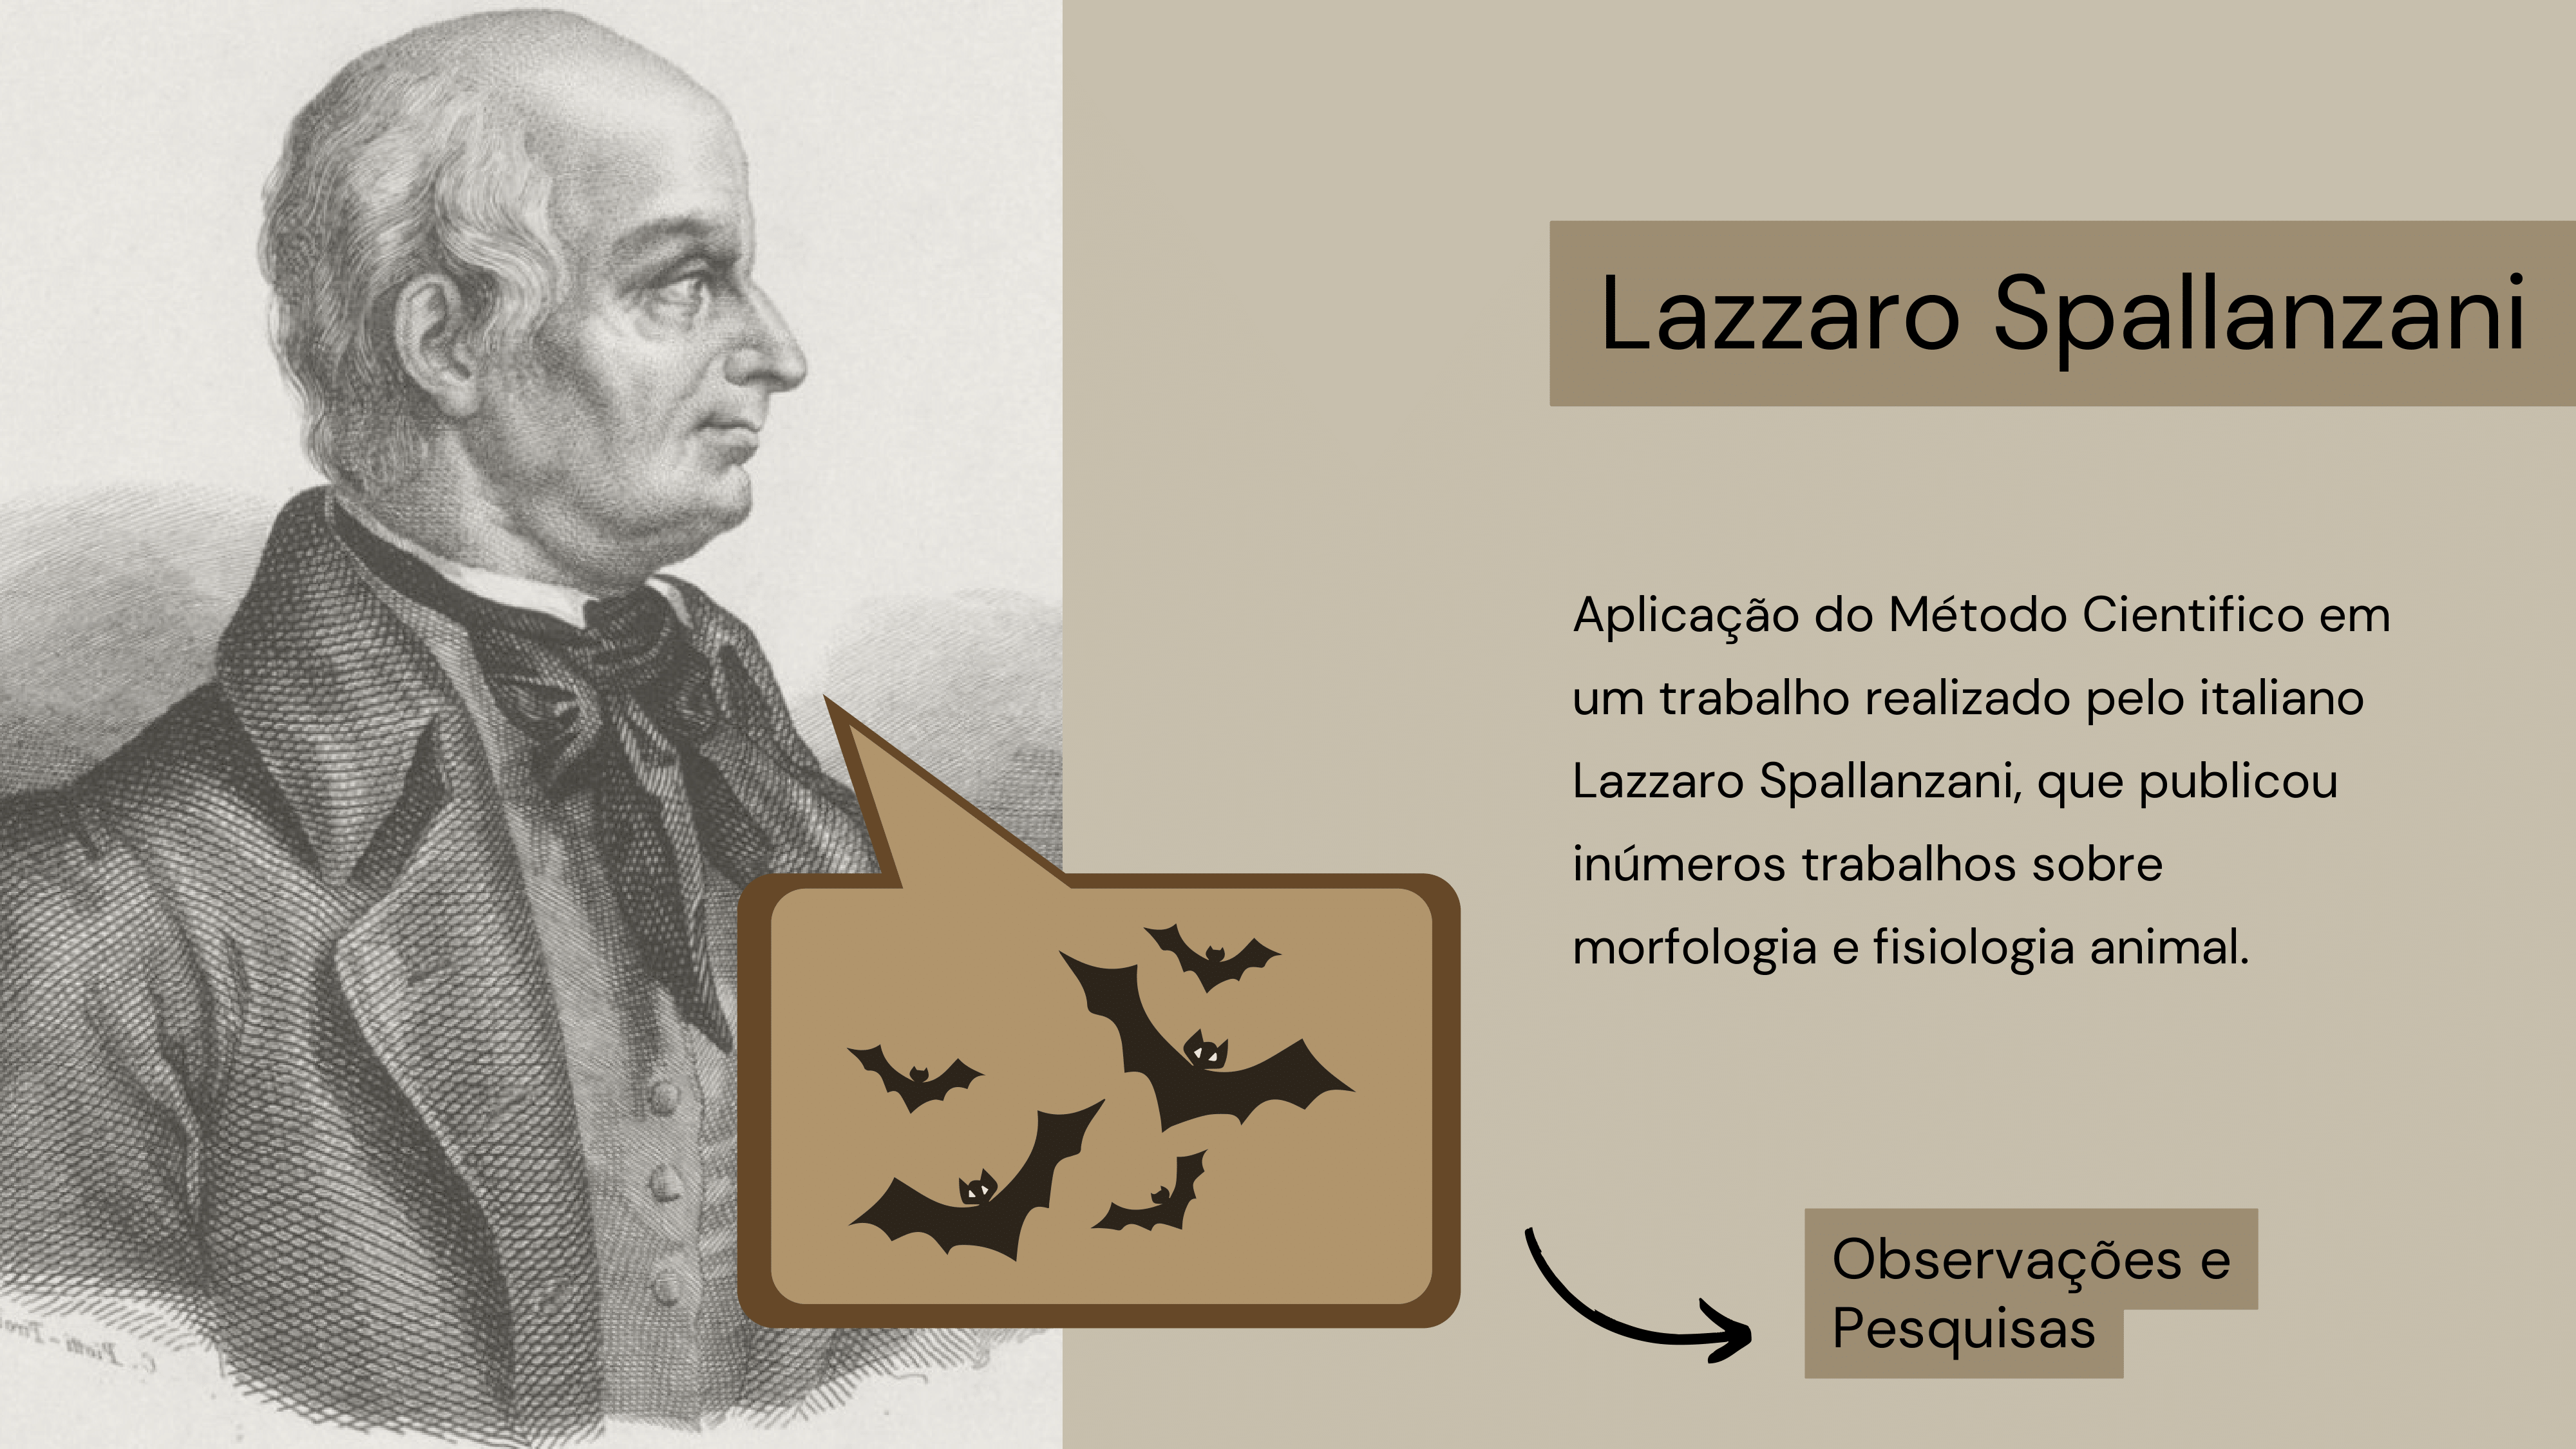 Lazzaro Spallanzani
Aplicação do Método Cientifico em
um trabalho realizado pelo italiano
Lazzaro Spallanzani, que publicou
inúmeros trabalhos sobre
morfologia e fisiologia animal.
Observações e
Pesquisas